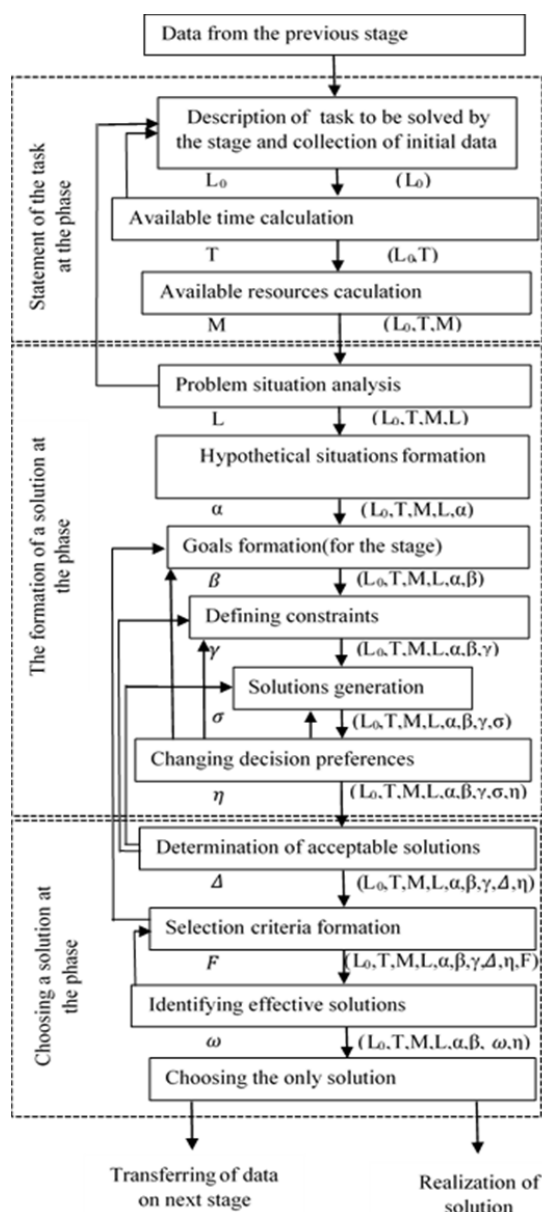 Data from the previous stage
Statement of the task
at the phase
Description of task to be solved by
the stage and collection of initial data
L₀ (L₀)
Available time calculation
T (L₀,T)
Available resources caculation
M (L₀,T,M)
The formation of a solution at
the phase
Problem situation analysis
L (L₀,T,M,L)
Hypothetical situations formation
α (L₀,T,M,L,α)
Goals formation(for the stage)
β (L₀,T,M,L,α,β)
Defining constraints
γ (L₀,T,M,L,α,β,γ)
Solutions generation
σ (L₀,T,M,L,α,β,γ,σ)
Changing decision preferences
η (L₀,T,M,L,α,β,γ,σ,η)
Choosing a solution at
the phase
Determination of acceptable solutions
Δ (L₀,T,M,L,α,β,γ,Δ,η)
Selection criteria formation
F (L₀,T,M,L,α,β,γ,Δ,η,F)
Identifying effective solutions
ω (L₀,T,M,L,α,β, ω,η)
Choosing the only solution
Transferring of data
on next stage
Realization of
solution